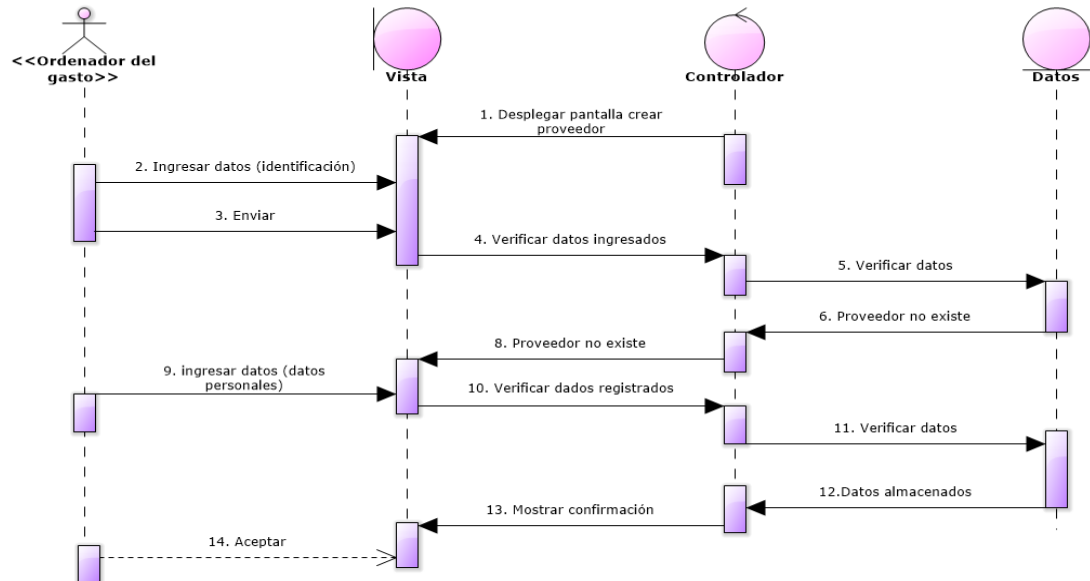 <<Ordenador del
gasto>>
Vista
Controlador
Datos
1. Desplegar pantalla crear
proveedor
2. Ingresar datos (identificación)
3. Enviar
4. Verificar datos ingresados
5. Verificar datos
6. Proveedor no existe
8. Proveedor no existe
9. ingresar datos (datos
personales)
10. Verificar dados registrados
11. Verificar datos
12.Datos almacenados
13. Mostrar confirmación
14. Aceptar